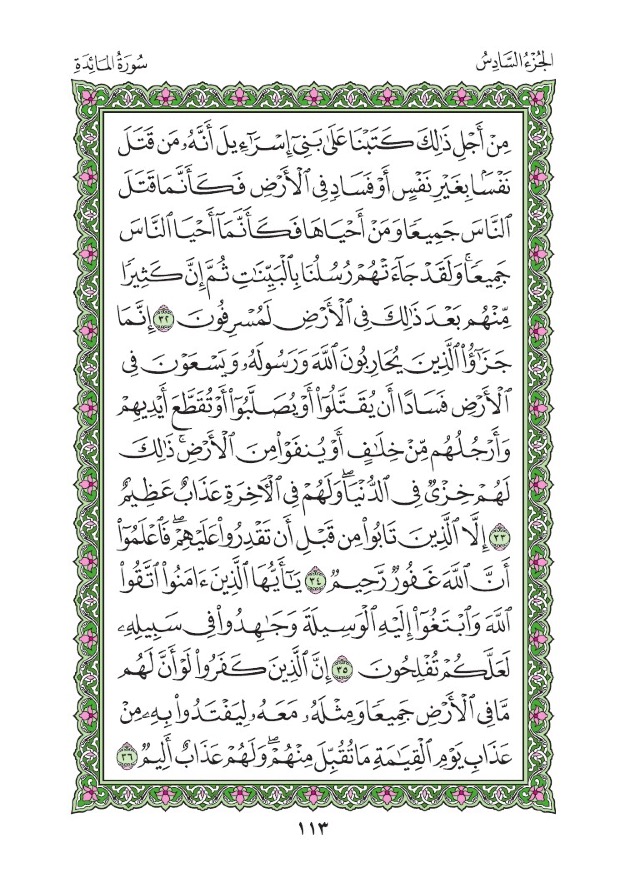 الجُزْءُ السَّادِسُ
سُورَةُ المَائِدَةِ
مِنْ أَجْلِ ذَٰلِكَ كَتَبْنَا عَلَىٰ بَنِيٓ إِسْرَٰٓءِيلَ أَنَّهُۥ مَن قَتَلَ
نَفْسَۢا بِغَيْرِ نَفْسٍ أَوْ فَسَادٖ فِي ٱلْأَرْضِ فَكَأَنَّمَا قَتَلَ
ٱلنَّاسَ جَمِيعٗا وَمَنْ أَحْيَاهَا فَكَأَنَّمَآ أَحْيَا ٱلنَّاسَ
جَمِيعٗاۚ وَلَقَدْ جَآءَتْهُمْ رُسُلُنَا بِٱلْبَيِّنَٰتِ ثُمَّ إِنَّ كَثِيرٗا
مِّنْهُم بَعْدَ ذَٰلِكَ فِي ٱلْأَرْضِ لَمُسْرِفُونَ ٣٢ إِنَّمَا
جَزَٰٓؤُاْ ٱلَّذِينَ يُحَارِبُونَ ٱللَّهَ وَرَسُولَهُۥ وَيَسْعَوْنَ فِي
ٱلْأَرْضِ فَسَادًا أَن يُقَتَّلُوٓاْ أَوْ يُصَلَّبُوٓاْ أَوْ تُقَطَّعَ أَيْدِيهِمْ
وَأَرْجُلُهُم مِّنْ خِلَٰفٍ أَوْ يُنفَوْاْ مِنَ ٱلْأَرْضِۚ ذَٰلِكَ
لَهُمْ خِزْيٞ فِي ٱلدُّنْيَاۖ وَلَهُمْ فِي ٱلْأٓخِرَةِ عَذَابٌ عَظِيمٌ
٣٣ إِلَّا ٱلَّذِينَ تَابُواْ مِن قَبْلِ أَن تَقْدِرُواْ عَلَيْهِمْۖ فَٱعْلَمُوٓاْ
أَنَّ ٱللَّهَ غَفُورٞ رَّحِيمٞ ٣٤ يَٰٓأَيُّهَا ٱلَّذِينَ ءَامَنُواْ ٱتَّقُواْ
ٱللَّهَ وَٱبْتَغُوٓاْ إِلَيْهِ ٱلْوَسِيلَةَ وَجَٰهِدُواْ فِي سَبِيلِهِۦ
لَعَلَّكُمْ تُفْلِحُونَ ٣٥ إِنَّ ٱلَّذِينَ كَفَرُواْ لَوْ أَنَّ لَهُم
مَّا فِي ٱلْأَرْضِ جَمِيعٗا وَمِثْلَهُۥ مَعَهُۥ لِيَفْتَدُواْ بِهِۦ مِنْ
عَذَابِ يَوْمِ ٱلْقِيَٰمَةِ مَا تُقُبِّلَ مِنْهُمْۖ وَلَهُمْ عَذَابٌ أَلِيمٞ ٣٦
١١٣